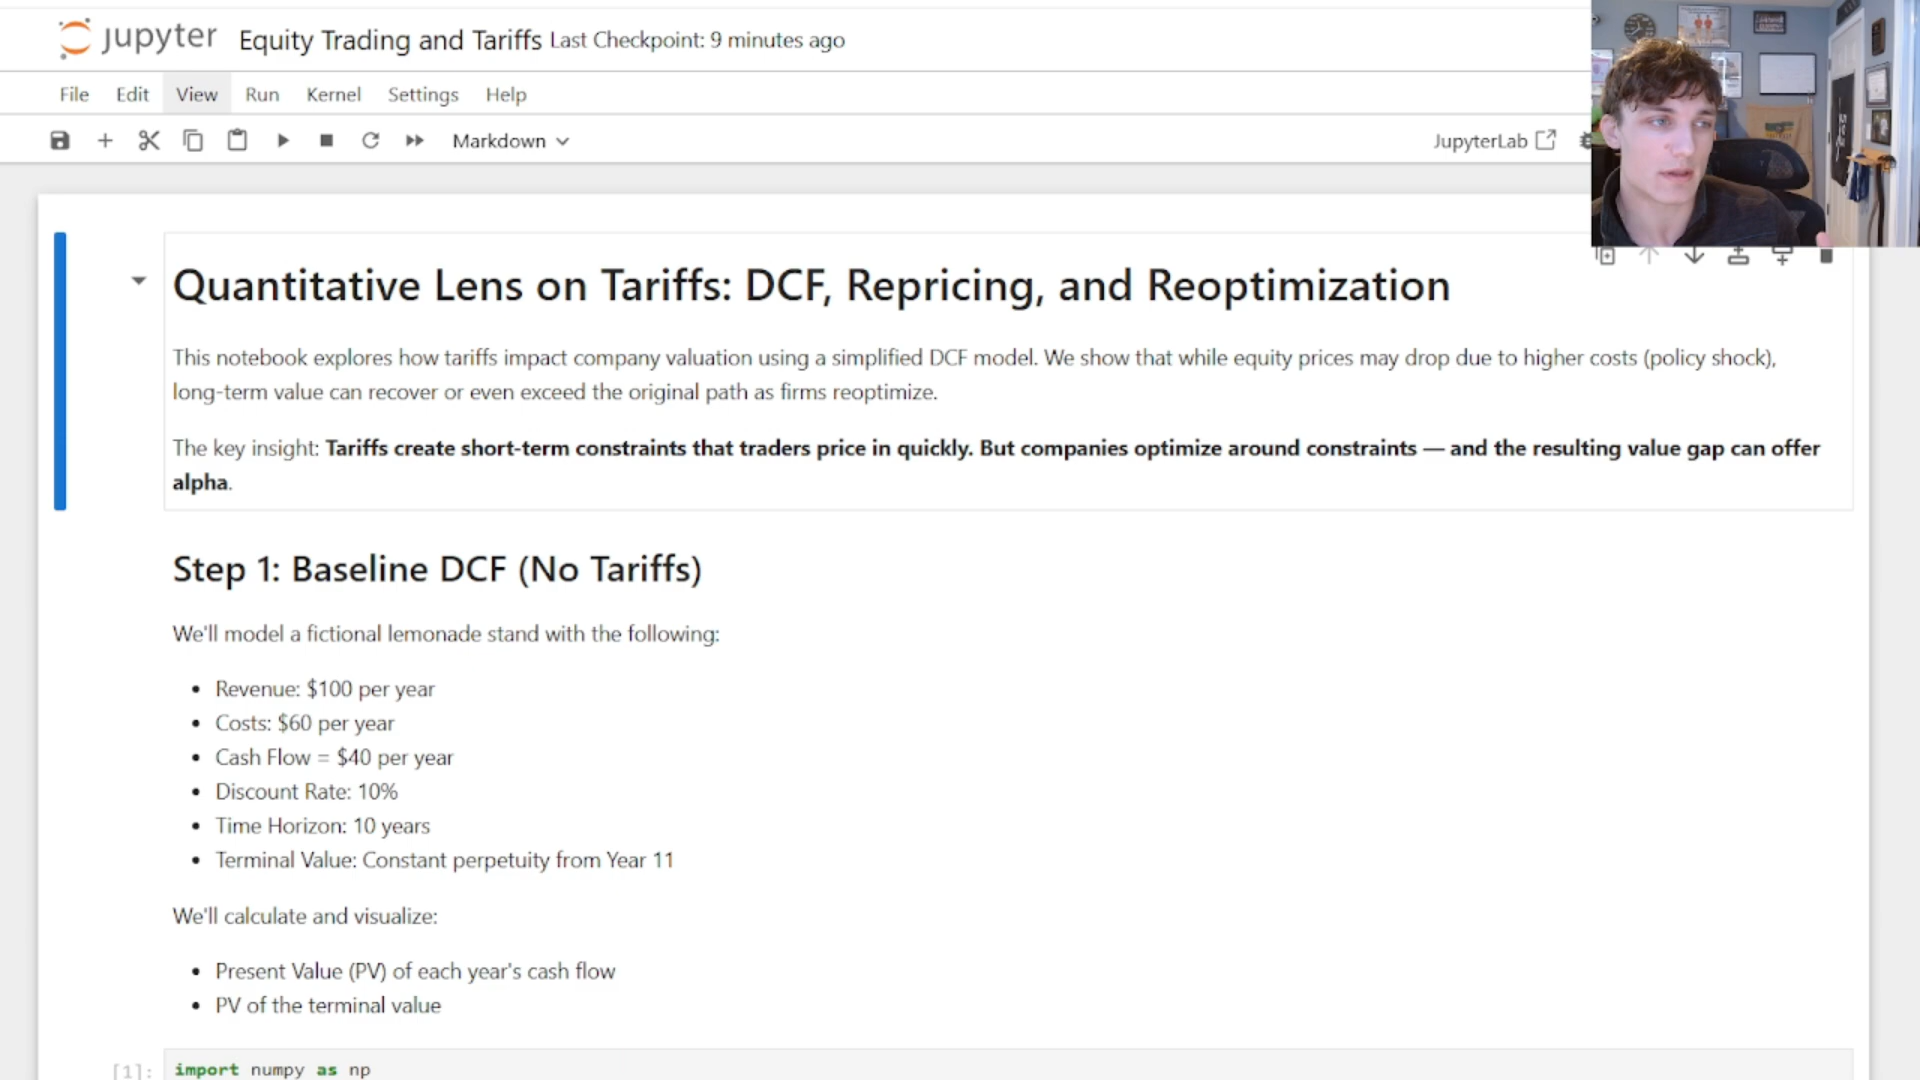 jupyter Equity Trading and Tariffs Last Checkpoint: 9 minutes ago
File Edit View Run Kernel Settings Help
Markdown JupyterLab
Quantitative Lens on Tariffs: DCF, Repricing, and Reoptimization
This notebook explores how tariffs impact company valuation using a simplified DCF model. We show that while equity prices may drop due to higher costs (policy shock),
long-term value can recover or even exceed the original path as firms reoptimize.
The key insight: Tariffs create short-term constraints that traders price in quickly. But companies optimize around constraints — and the resulting value gap can offer
alpha.
Step 1: Baseline DCF (No Tariffs)
We'll model a fictional lemonade stand with the following:
• Revenue: $100 per year
• Costs: $60 per year
• Cash Flow = $40 per year
• Discount Rate: 10%
• Time Horizon: 10 years
• Terminal Value: Constant perpetuity from Year 11
We'll calculate and visualize:
• Present Value (PV) of each year's cash flow
• PV of the terminal value
[1]: import numpy as np